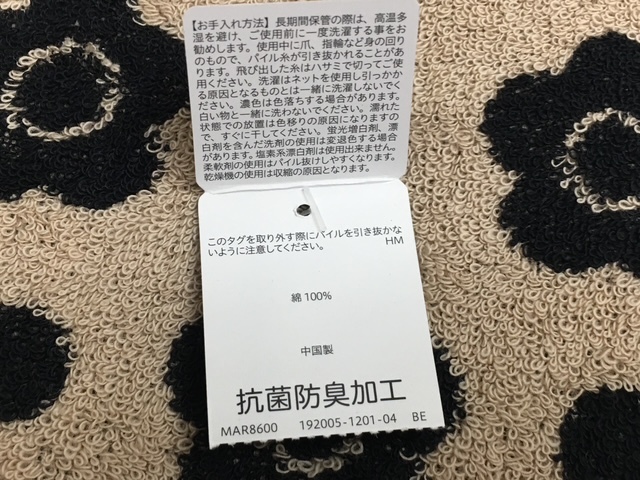 【お手入れ方法】長期間保管の際は、高温多
湿を避け、ご使用前に一度洗濯する事をお
勧めします。使用中に爪、指輪など身の回り
のもので、パイル糸が引き抜かれることがあ
ります。飛び出した糸はハサミで切ってご使
用ください。洗濯はネットを使用し引っかか
る原因となるものとは一緒に洗濯しないでく
ださい。濃色は色落ちする場合があります。
白い物と一緒に洗わないでください。濡れた
状態での放置は色移りの原因になりますの
で、すぐに干してください。蛍光増白剤、漂
白剤を含んだ洗剤の使用は変退色する場合
があります。塩素系漂白剤は使用出来ません。
柔軟剤の使用はパイル抜けしやすくなります。
乾燥機の使用は収縮の原因となります。
このタグを取り外す際にパイルを引き抜かな
いように注意してください。 HM
綿 100%
中国製
抗菌防臭加工
MAR8600 192005-1201-04 BE